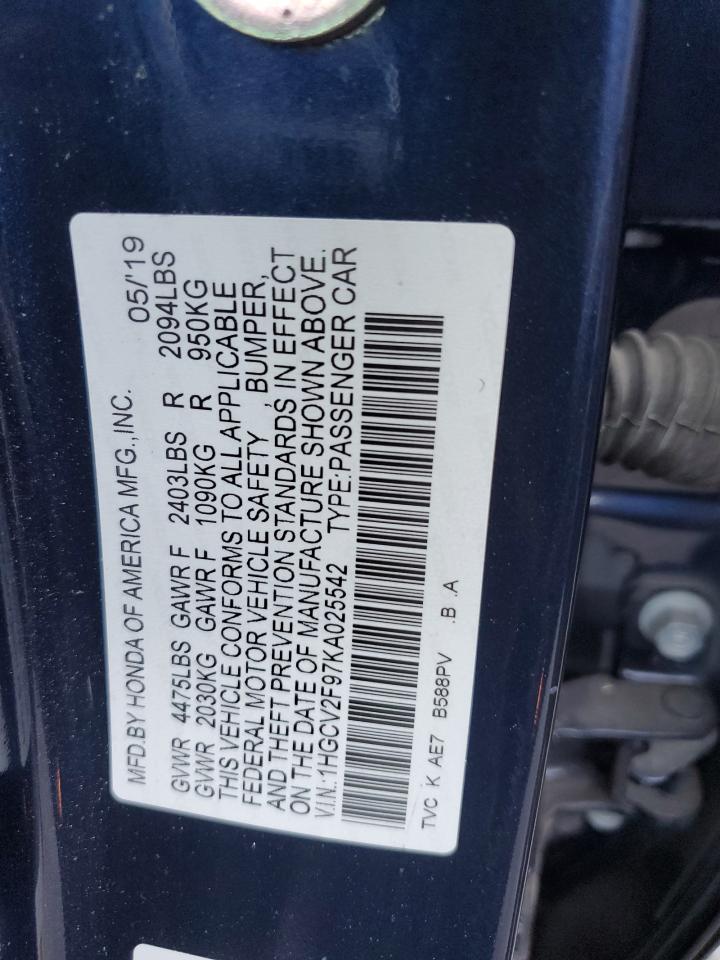 MFD.BY HONDA OF AMERICA MFG.,INC. 05/'19
GVWR 4475LBS GAWR F 2403LBS R 2094LBS
GVWR 2030KG GAWR F 1090KG R 950KG
THIS VEHICLE CONFORMS TO ALL APPLICABLE
FEDERAL MOTOR VEHICLE SAFETY , BUMPER,
AND THEFT PREVENTION STANDARDS IN EFFECT
ON THE DATE OF MANUFACTURE SHOWN ABOVE.
V.I.N.:1HGCV2F97KA025542 TYPE:PASSENGER CAR
TVC K AE7 B588PV .B .A